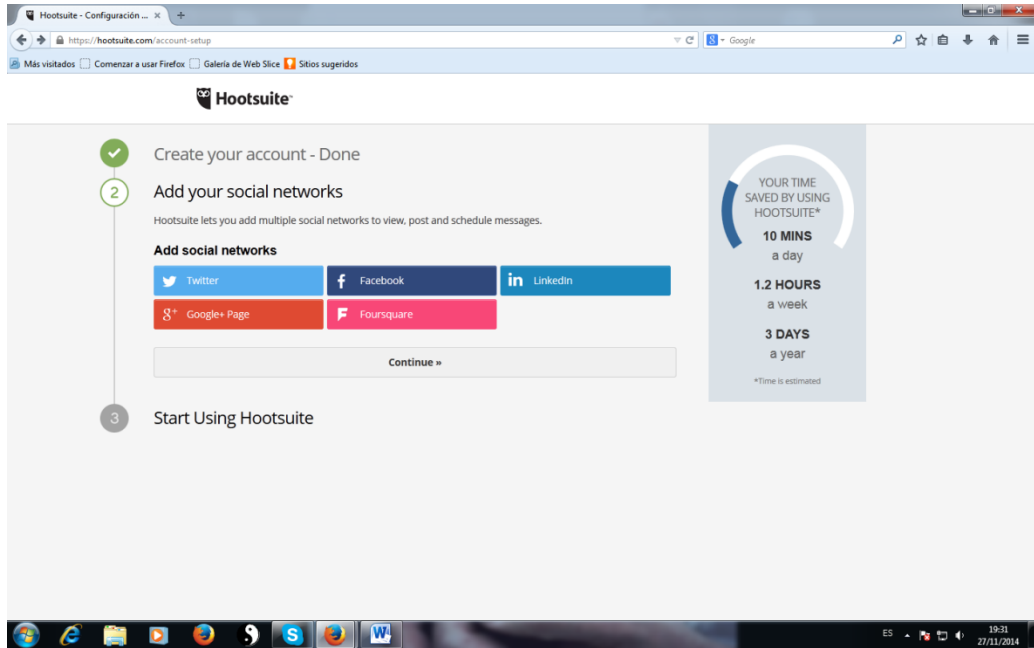 Hootsuite - Configuración ...
https://hootsuite.com/account-setup
Google
Más visitados Comenzar a usar Firefox Galería de Web Slice Sitios sugeridos
Hootsuite
Create your account - Done
2 Add your social networks
Hootsuite lets you add multiple social networks to view, post and schedule messages.
Add social networks
Twitter Facebook LinkedIn
Google+ Page Foursquare
Continue »
3 Start Using Hootsuite
YOUR TIME
SAVED BY USING
HOOTSUITE*
10 MINS
a day
1.2 HOURS
a week
3 DAYS
a year
*Time is estimated
ES
19:31
27/11/2014